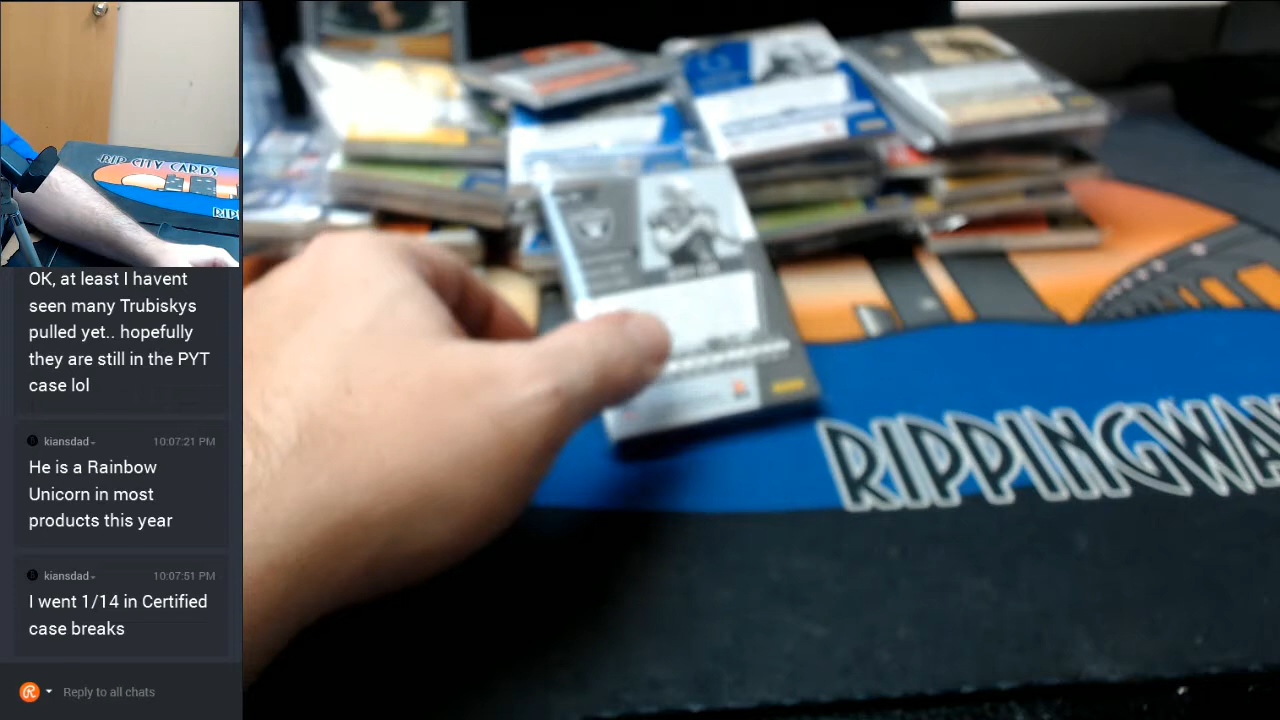 RIP CITY CARDS
RIP
OK, at least I havent
seen many Trubiskys
pulled yet.. hopefully
they are still in the PYT
case lol
kiansdad
10:07:21 PM
He is a Rainbow
Unicorn in most
products this year
kiansdad
10:07:51 PM
I went 1/14 in Certified
case breaks
Reply to all chats
RIPPINGWA